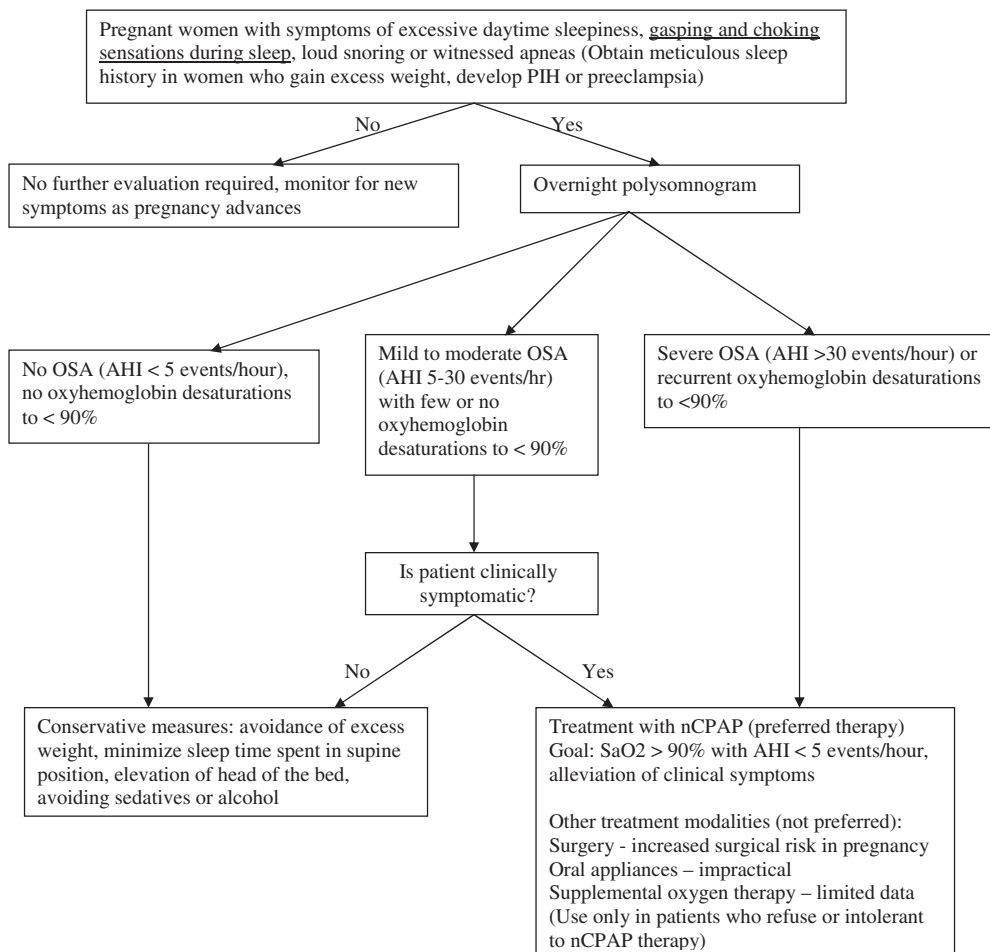 Pregnant women with symptoms of excessive daytime sleepiness, gasping and choking
sensations during sleep, loud snoring or witnessed apneas (Obtain meticulous sleep
history in women who gain excess weight, develop PIH or preeclampsia)
No
Yes
No further evaluation required, monitor for new
symptoms as pregnancy advances
Overnight polysomnogram
No OSA (AHI < 5 events/hour),
no oxyhemoglobin desaturations
to < 90%
Mild to moderate OSA
(AHI 5-30 events/hr)
with few or no
oxyhemoglobin
desaturations to < 90%
Severe OSA (AHI >30 events/hour) or
recurrent oxyhemoglobin desaturations
to <90%
Is patient clinically
symptomatic?
No
Yes
Conservative measures: avoidance of excess
weight, minimize sleep time spent in supine
position, elevation of head of the bed,
avoiding sedatives or alcohol
Treatment with nCPAP (preferred therapy)
Goal: SaO2 > 90% with AHI < 5 events/hour,
alleviation of clinical symptoms
Other treatment modalities (not preferred):
Surgery - increased surgical risk in pregnancy
Oral appliances – impractical
Supplemental oxygen therapy – limited data
(Use only in patients who refuse or intolerant
to nCPAP therapy)